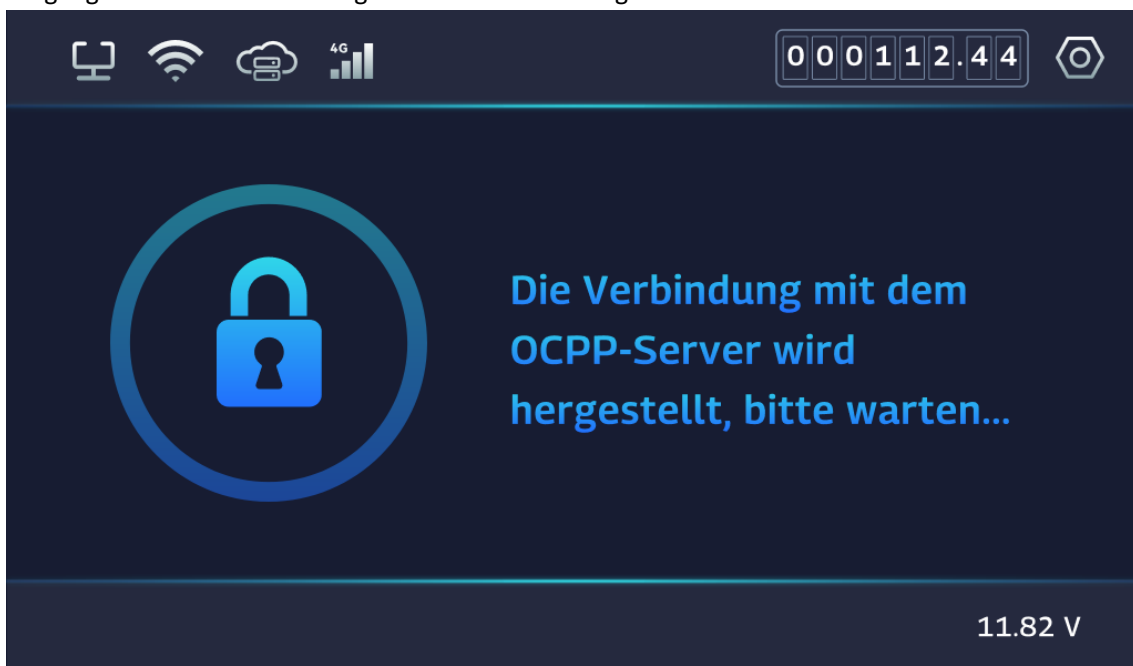 4G
000112.44
Die Verbindung mit dem
OCPP-Server wird
hergestellt, bitte warten...
11.82 V